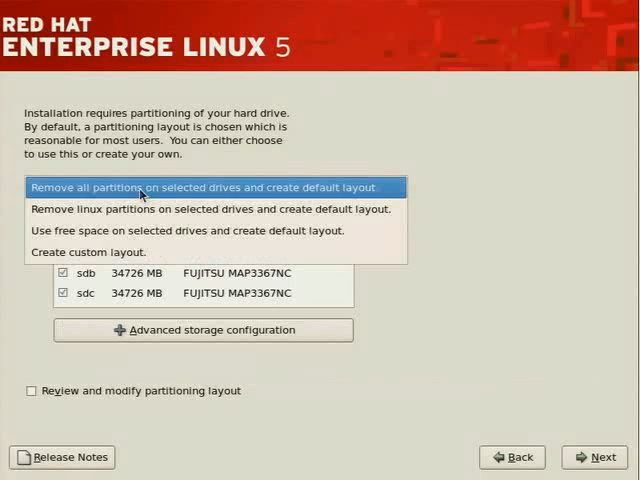 RED HAT
ENTERPRISE LINUX 5
Installation requires partitioning of your hard drive.
By default, a partitioning layout is chosen which is
reasonable for most users.  You can either choose
to use this or create your own.
Remove all partitions on selected drives and create default layout.
Remove linux partitions on selected drives and create default layout.
Use free space on selected drives and create default layout.
Create custom layout.
sdb 34726 MB FUJITSU MAP3367NC
sdc 34726 MB FUJITSU MAP3367NC
Advanced storage configuration
Review and modify partitioning layout
Release Notes
Back
Next